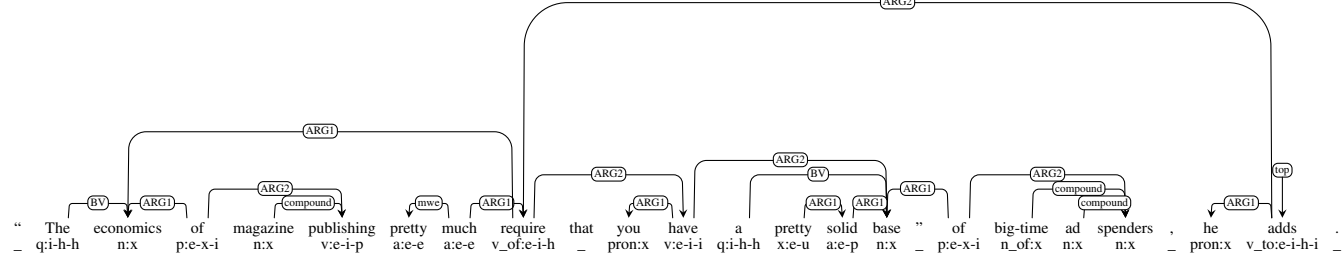 ARG2
ARG1
ARG2 top
ARG2 ARG2 BV ARG1 ARG2 compound
BV ARG1 compound mwe ARG1 ARG1 ARG1 ARG1 compound ARG1
“ The economics of magazine publishing pretty much require that you have a pretty solid base ” of big-time ad spenders , he adds .
_ q:i-h-h n:x p:e-x-i n:x v:e-i-p a:e-e a:e-e v_of:e-i-h _ pron:x v:e-i-i q:i-h-h x:e-u a:e-p n:x _ p:e-x-i n_of:x n:x n:x _ pron:x v_to:e-i-h-i _